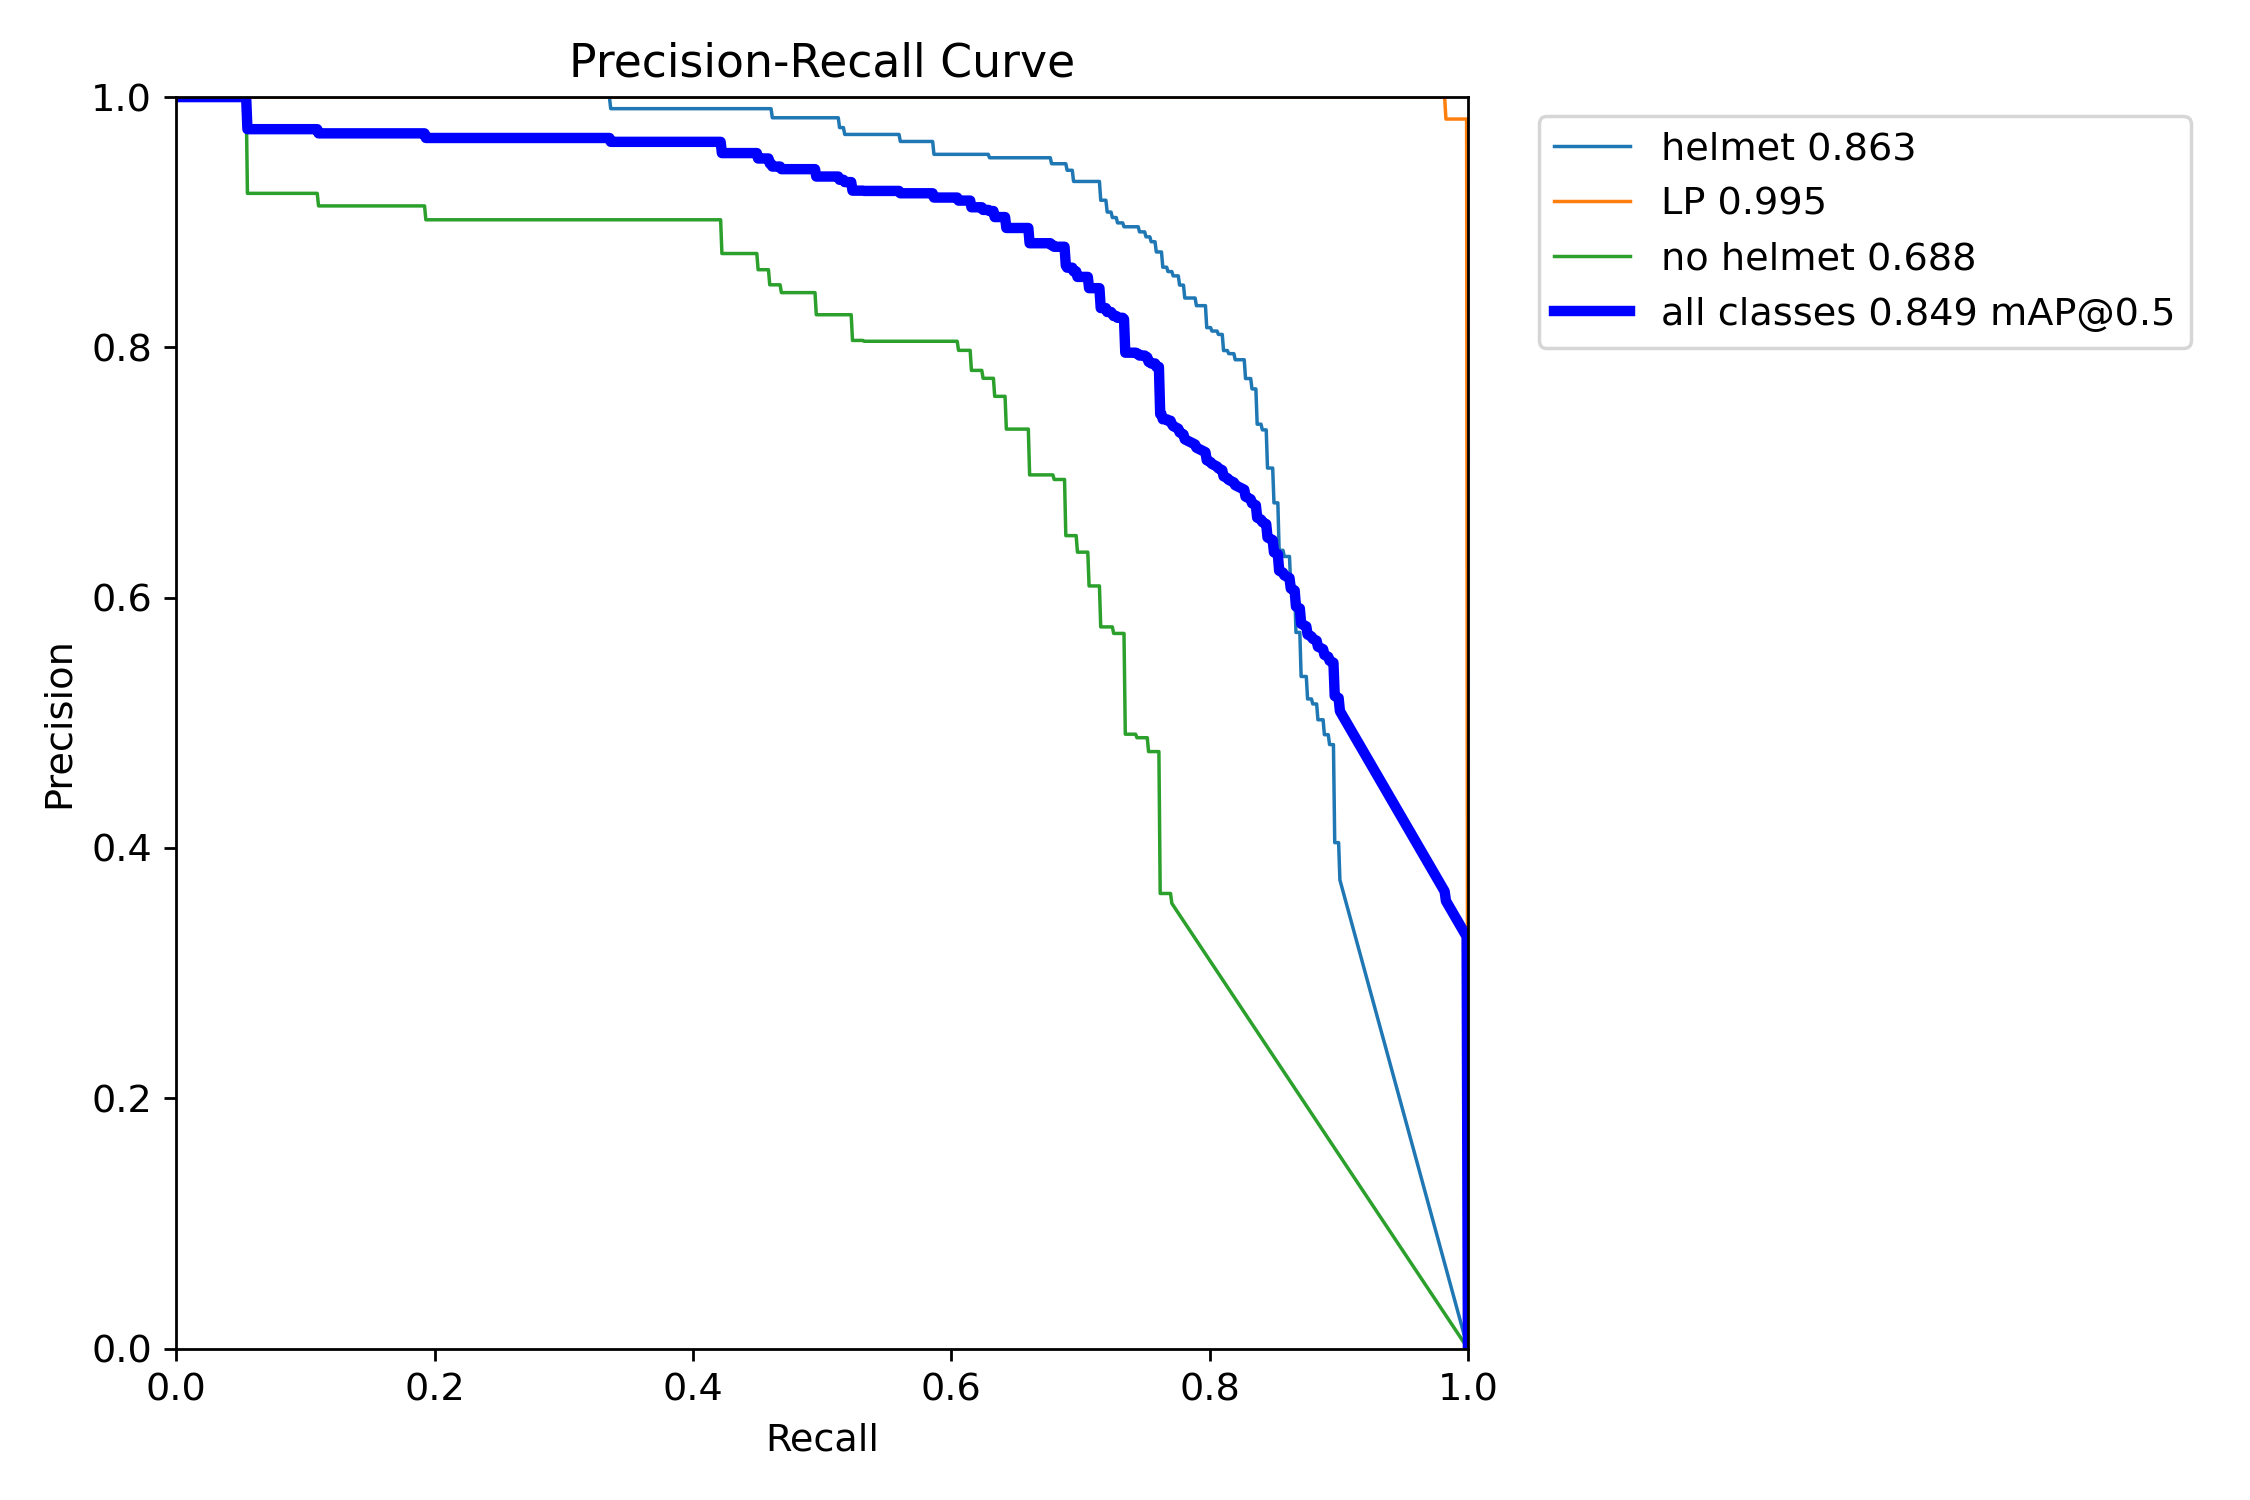 Precision-Recall Curve
1.0
0.8
0.6
0.4
0.2
0.0
Precision
0.0 0.2 0.4 0.6 0.8 1.0
Recall
helmet 0.863
LP 0.995
no helmet 0.688
all classes 0.849 mAP@0.5